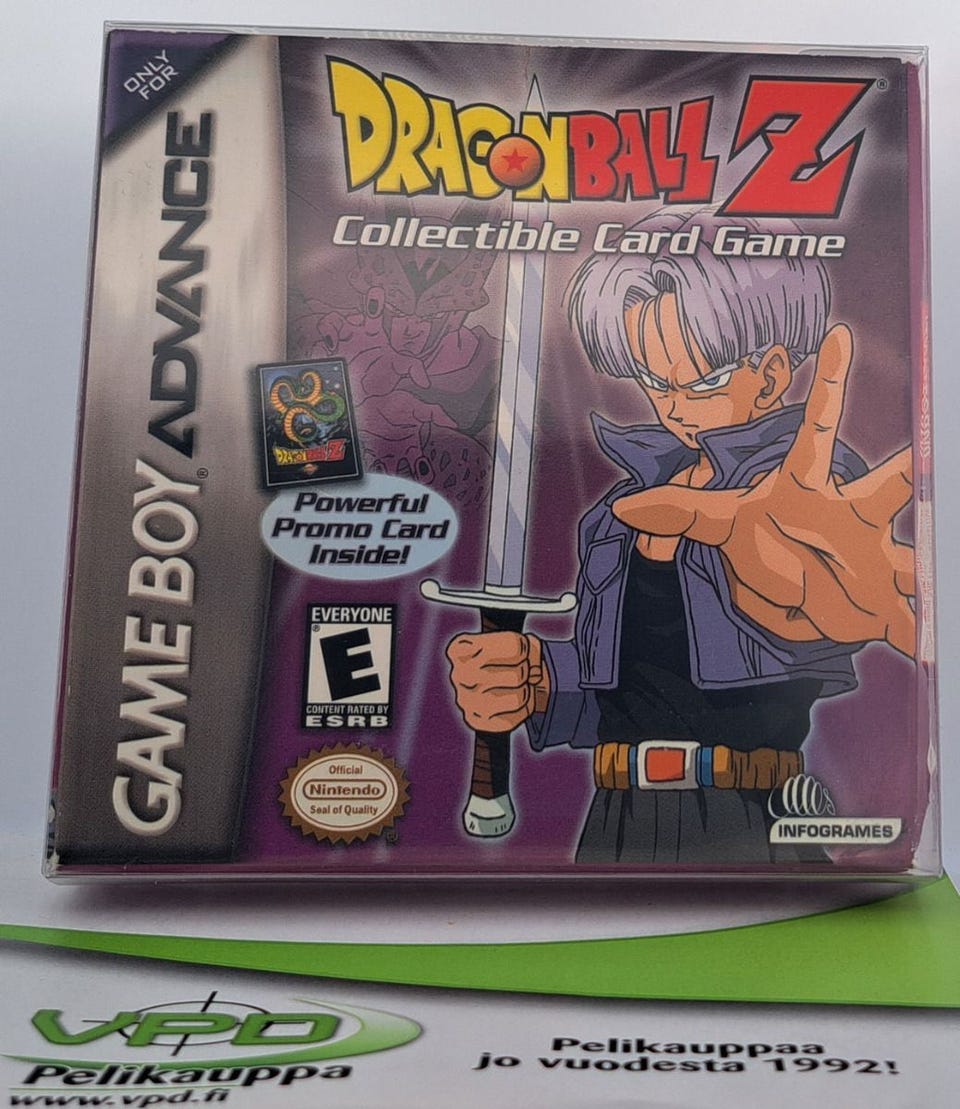 ONLY
FOR
GAME BOY ADVANCE
DRAGONBALL Z®
Collectible Card Game
DRAGONBALL Z
Powerful
Promo Card
Inside!
EVERYONE
E
CONTENT RATED BY
ESRB
Official
Nintendo
Seal of Quality
INFOGRAMES
VPD
Pelikauppa
www.vpd.fi
Pelikauppaa
jo vuodesta 1992!